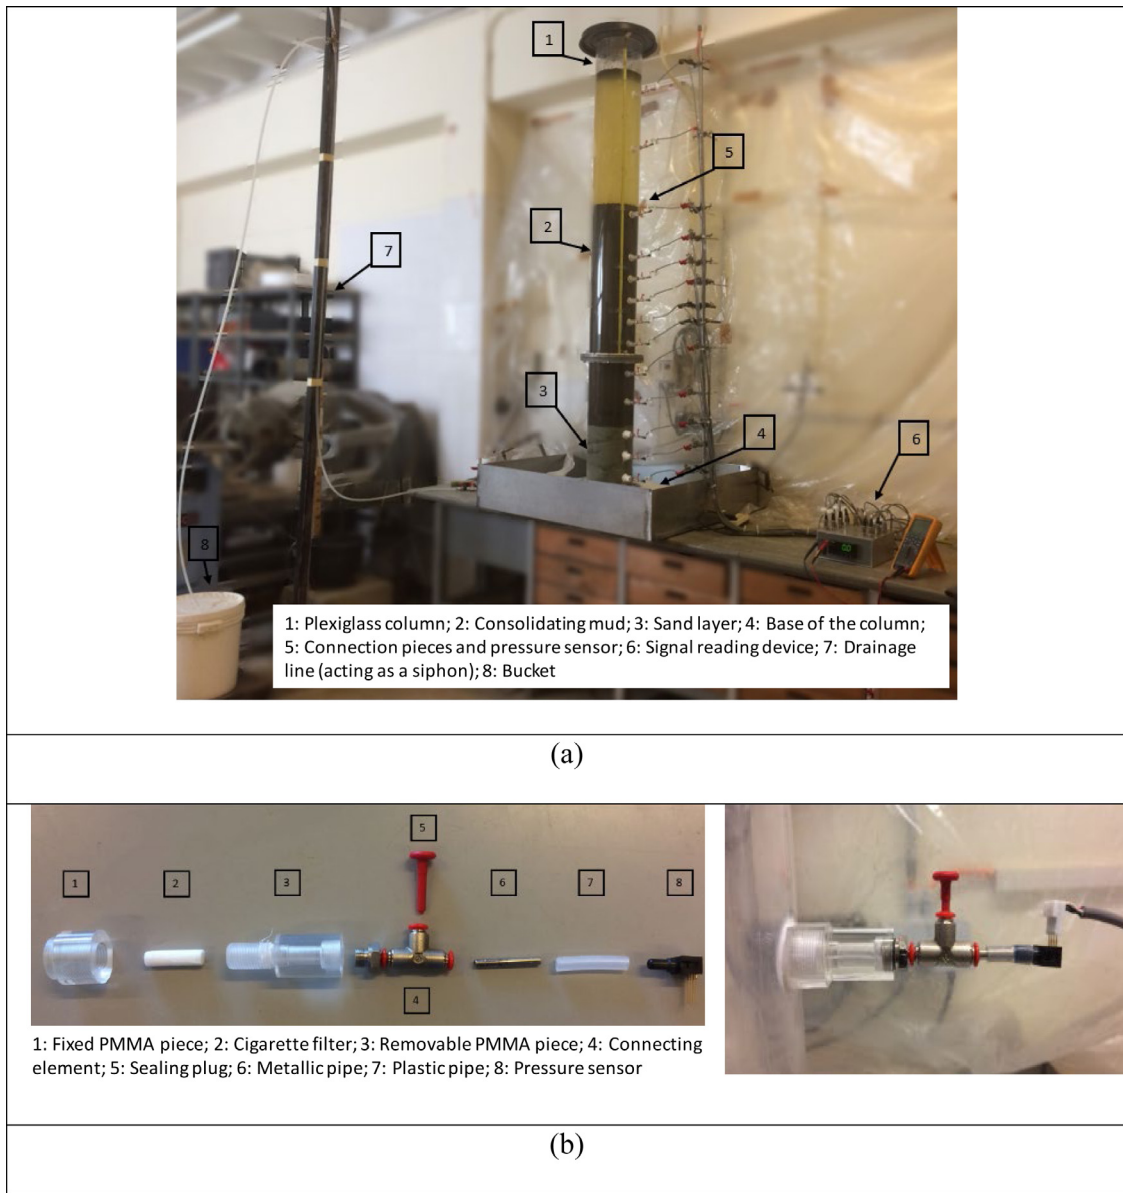 1
5
2
7
3
4
6
8
1: Plexiglass column; 2: Consolidating mud; 3: Sand layer; 4: Base of the column;
5: Connection pieces and pressure sensor; 6: Signal reading device; 7: Drainage
line (acting as a siphon); 8: Bucket
(a)
5
1
2
3
6
7
8
4
1: Fixed PMMA piece; 2: Cigarette filter; 3: Removable PMMA piece; 4: Connecting
element; 5: Sealing plug; 6: Metallic pipe; 7: Plastic pipe; 8: Pressure sensor
(b)